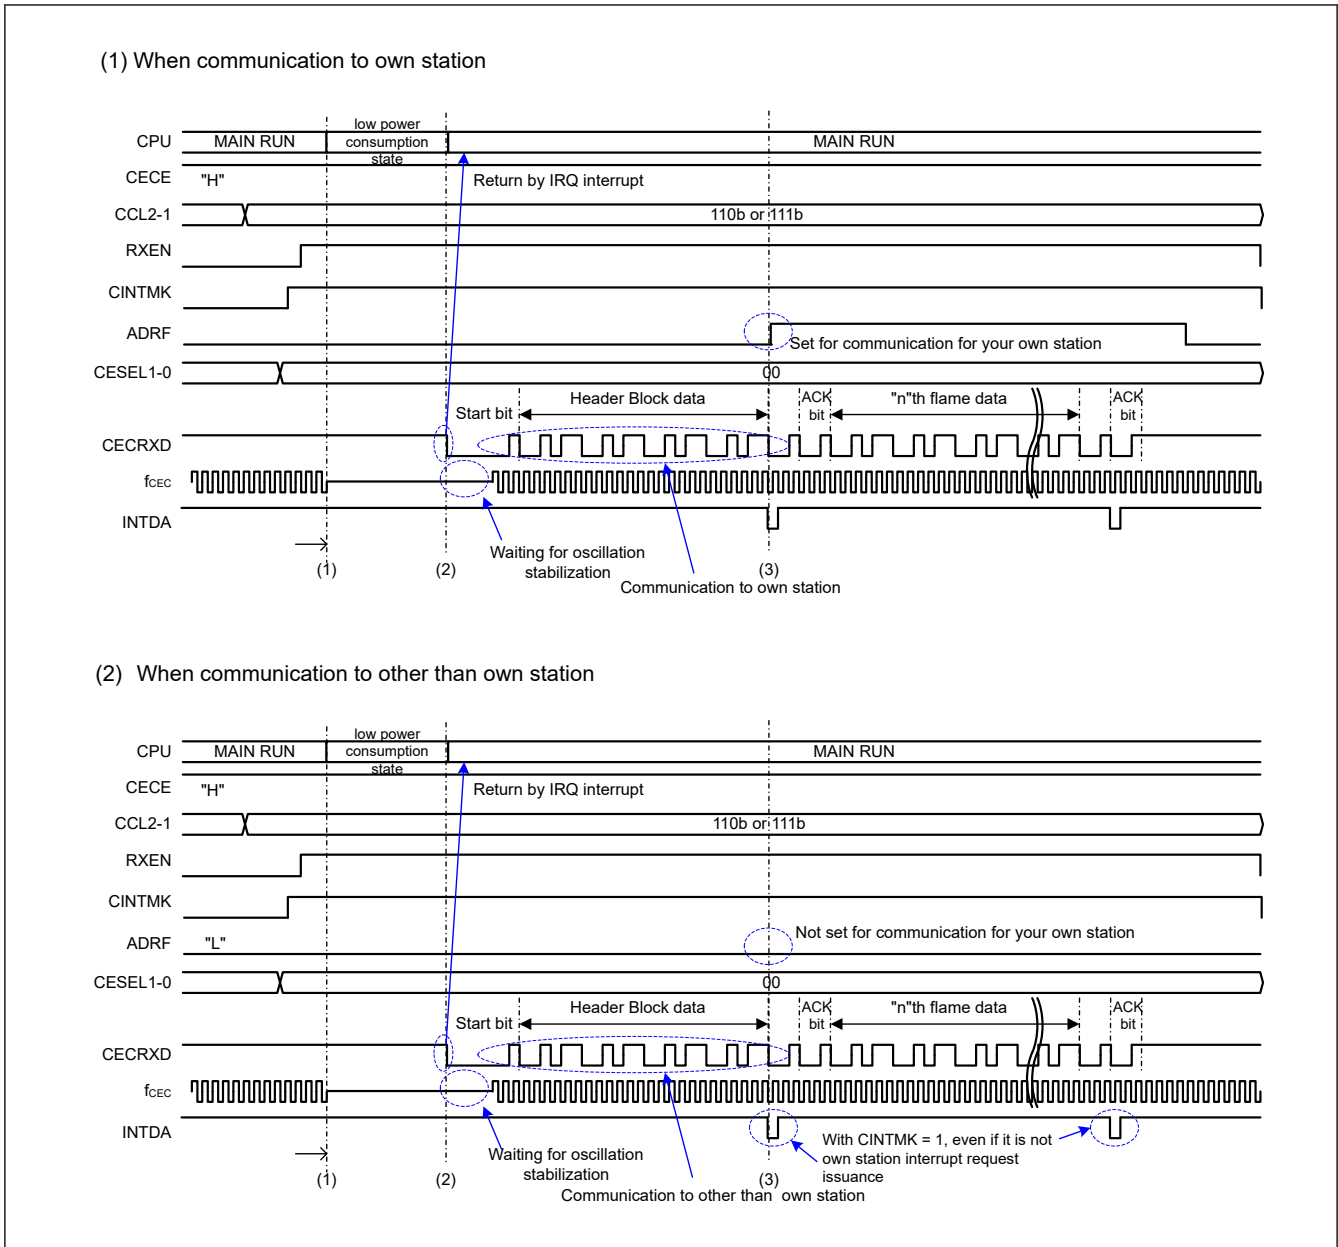 (1) When communication to own station
low power
CPU MAIN RUN consumption MAIN RUN
state
CECE "H" Return by IRQ interrupt
CCL2-1 110b or 111b
RXEN
CINTMK
ADRF
Set for communication for your own station
CESEL1-0 00
Start bit Header Block data ACK bit "n"th flame data ACK bit
CECRXD
fCEC
INTDA
Waiting for oscillation
stabilization
(1) (2) (3)
Communication to own station
(2) When communication to other than own station
low power
CPU MAIN RUN consumption MAIN RUN
state
CECE "H" Return by IRQ interrupt
CCL2-1 110b or 111b
RXEN
CINTMK
Not set for communication for your own station
ADRF "L"
CESEL1-0 00
Start bit Header Block data ACK bit "n"th flame data ACK bit
CECRXD
fCEC
INTDA
With CINTMK = 1, even if it is not
own station interrupt request
issuance
Waiting for oscillation
stabilization
(1) (2) (3)
Communication to other than own station